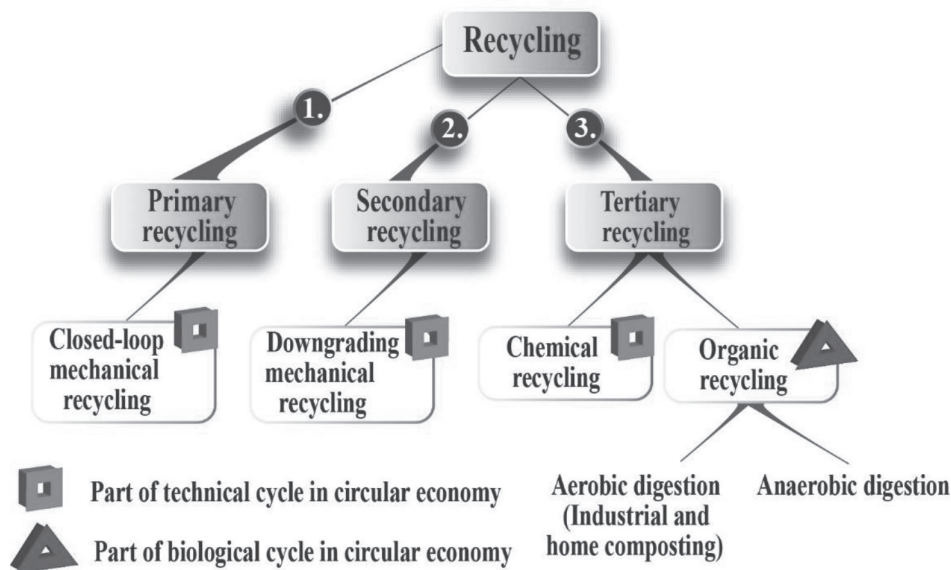 Recycling
1.
2.
3.
Primary
recycling
Secondary
recycling
Tertiary
recycling
Closed-loop
mechanical
recycling
Downgrading
mechanical
recycling
Chemical
recycling
Organic
recycling
Aerobic digestion
(Industrial and
home composting)
Anaerobic digestion
Part of technical cycle in circular economy
Part of biological cycle in circular economy